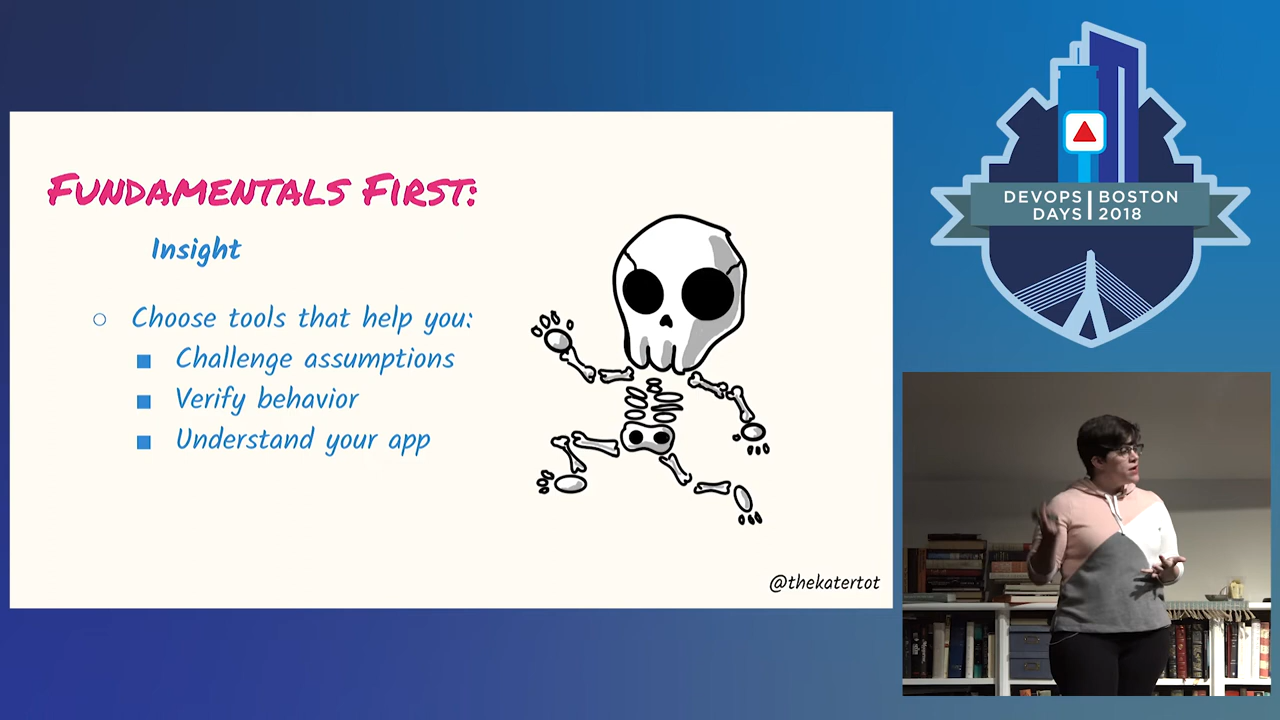 Fundamentals First:
Insight
Choose tools that help you:
Challenge assumptions
Verify behavior
Understand your app
@thekatertot
DEVOPS DAYS
BOSTON 2018